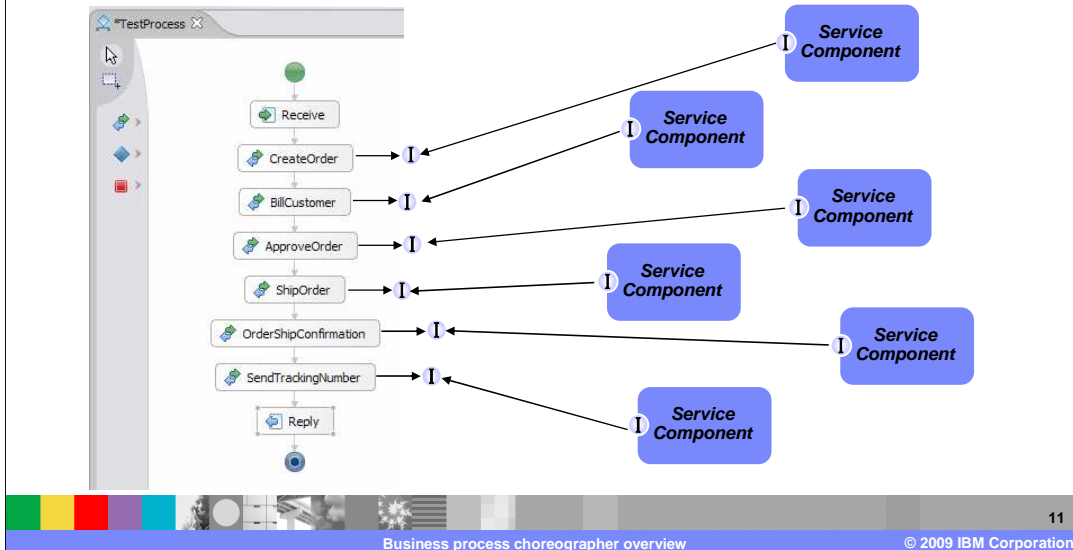 *TestProcess
Receive
CreateOrder
BillCustomer
ApproveOrder
ShipOrder
OrderShipConfirmation
SendTrackingNumber
Reply
I
I
I
I
I
I
I
Service
Component
I
Service
Component
I
Service
Component
I
Service
Component
I
Service
Component
I
Service
Component
11
Business process choreographer overview
© 2009 IBM Corporation